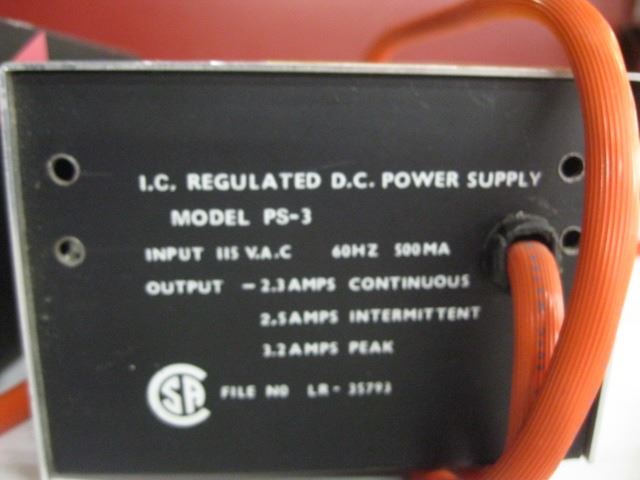 I.C. REGULATED D.C. POWER SUPPLY
MODEL PS-3
INPUT 115 V.A.C 60HZ 500MA
OUTPUT - 2.3 AMPS CONTINUOUS
2.5 AMPS INTERMITTENT
3.2 AMPS PEAK
CSA FILE NO LR - 35793